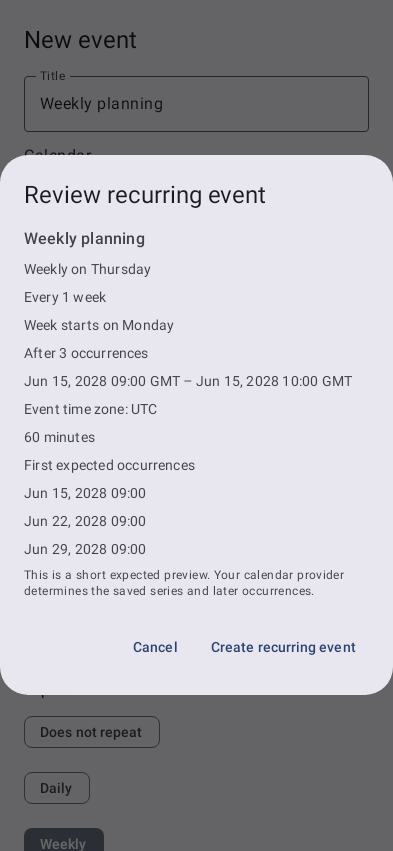 New event
Title
Weekly planning
Review recurring event
Weekly planning
Weekly on Thursday
Every 1 week
Week starts on Monday
After 3 occurrences
Jun 15, 2028 09:00 GMT – Jun 15, 2028 10:00 GMT
Event time zone: UTC
60 minutes
First expected occurrences
Jun 15, 2028 09:00
Jun 22, 2028 09:00
Jun 29, 2028 09:00
This is a short expected preview. Your calendar provider
determines the saved series and later occurrences.
Cancel
Create recurring event
Does not repeat
Daily
Weekly